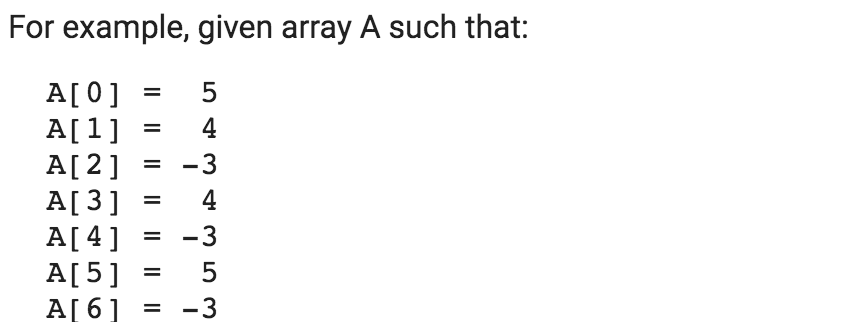 For example, given array A such that:
A[0] =  5
A[1] =  4
A[2] = -3
A[3] =  4
A[4] = -3
A[5] =  5
A[6] = -3